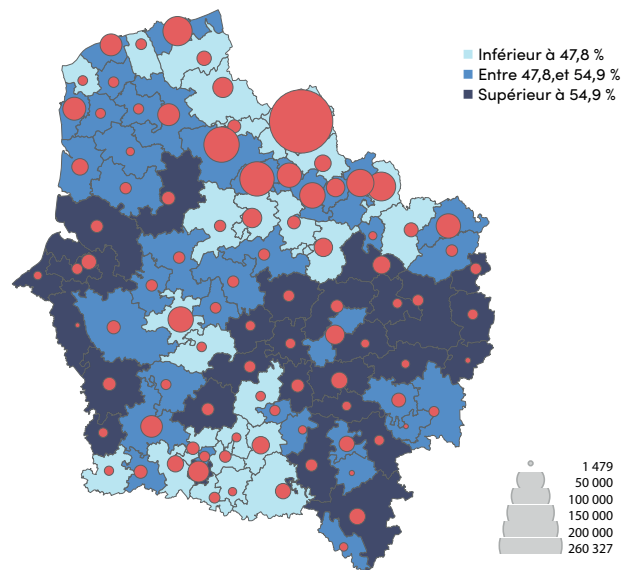 Inférieur à 47,8 %
Entre 47,8,et 54,9 %
Supérieur à 54,9 %
1 479
50 000
100 000
150 000
200 000
260 327